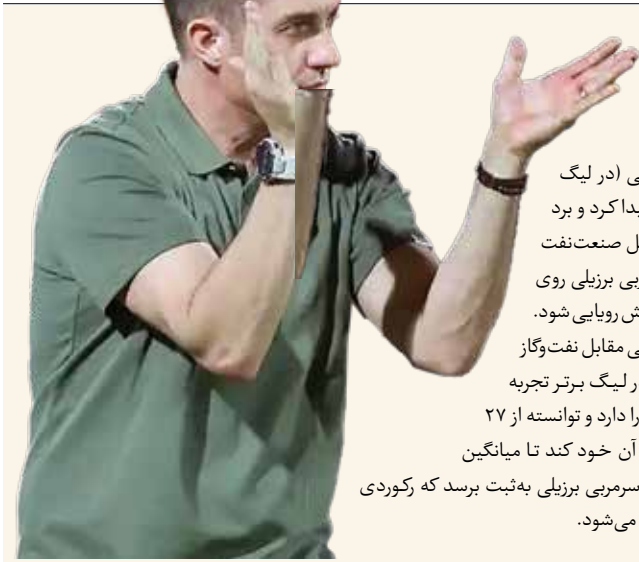 ی (در لیگ
یدا کرد و برد
ل صنعت‌نفت
بی برزیلی روی
ش رویایی شود.
ی مقابل نفت‌وگاز
ر لیگ برتر تجربه
را دارد و توانسته از ۲۷
آن خود کند تا میانگین
سرمربی برزیلی به‌ثبت برسد که رکوردی
می‌شود.